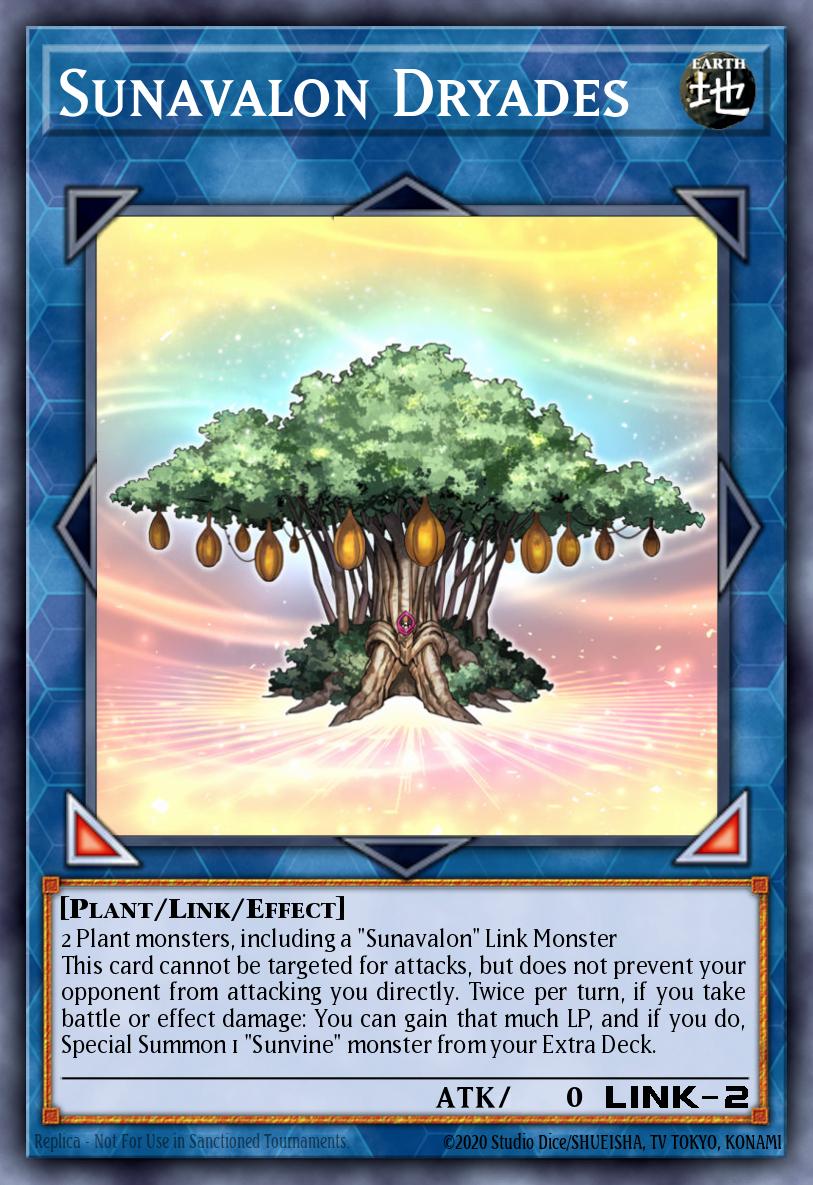 Sunavalon Dryades
EARTH
地
[Plant/Link/Effect]
2 Plant monsters, including a "Sunavalon" Link Monster
This card cannot be targeted for attacks, but does not prevent your
opponent from attacking you directly. Twice per turn, if you take
battle or effect damage: You can gain that much LP, and if you do,
Special Summon 1 "Sunvine" monster from your Extra Deck.
ATK/ 0 LINK-2
Replica - Not For Use in Sanctioned Tournaments.
©2020 Studio Dice/SHUEISHA, TV TOKYO, KONAMI